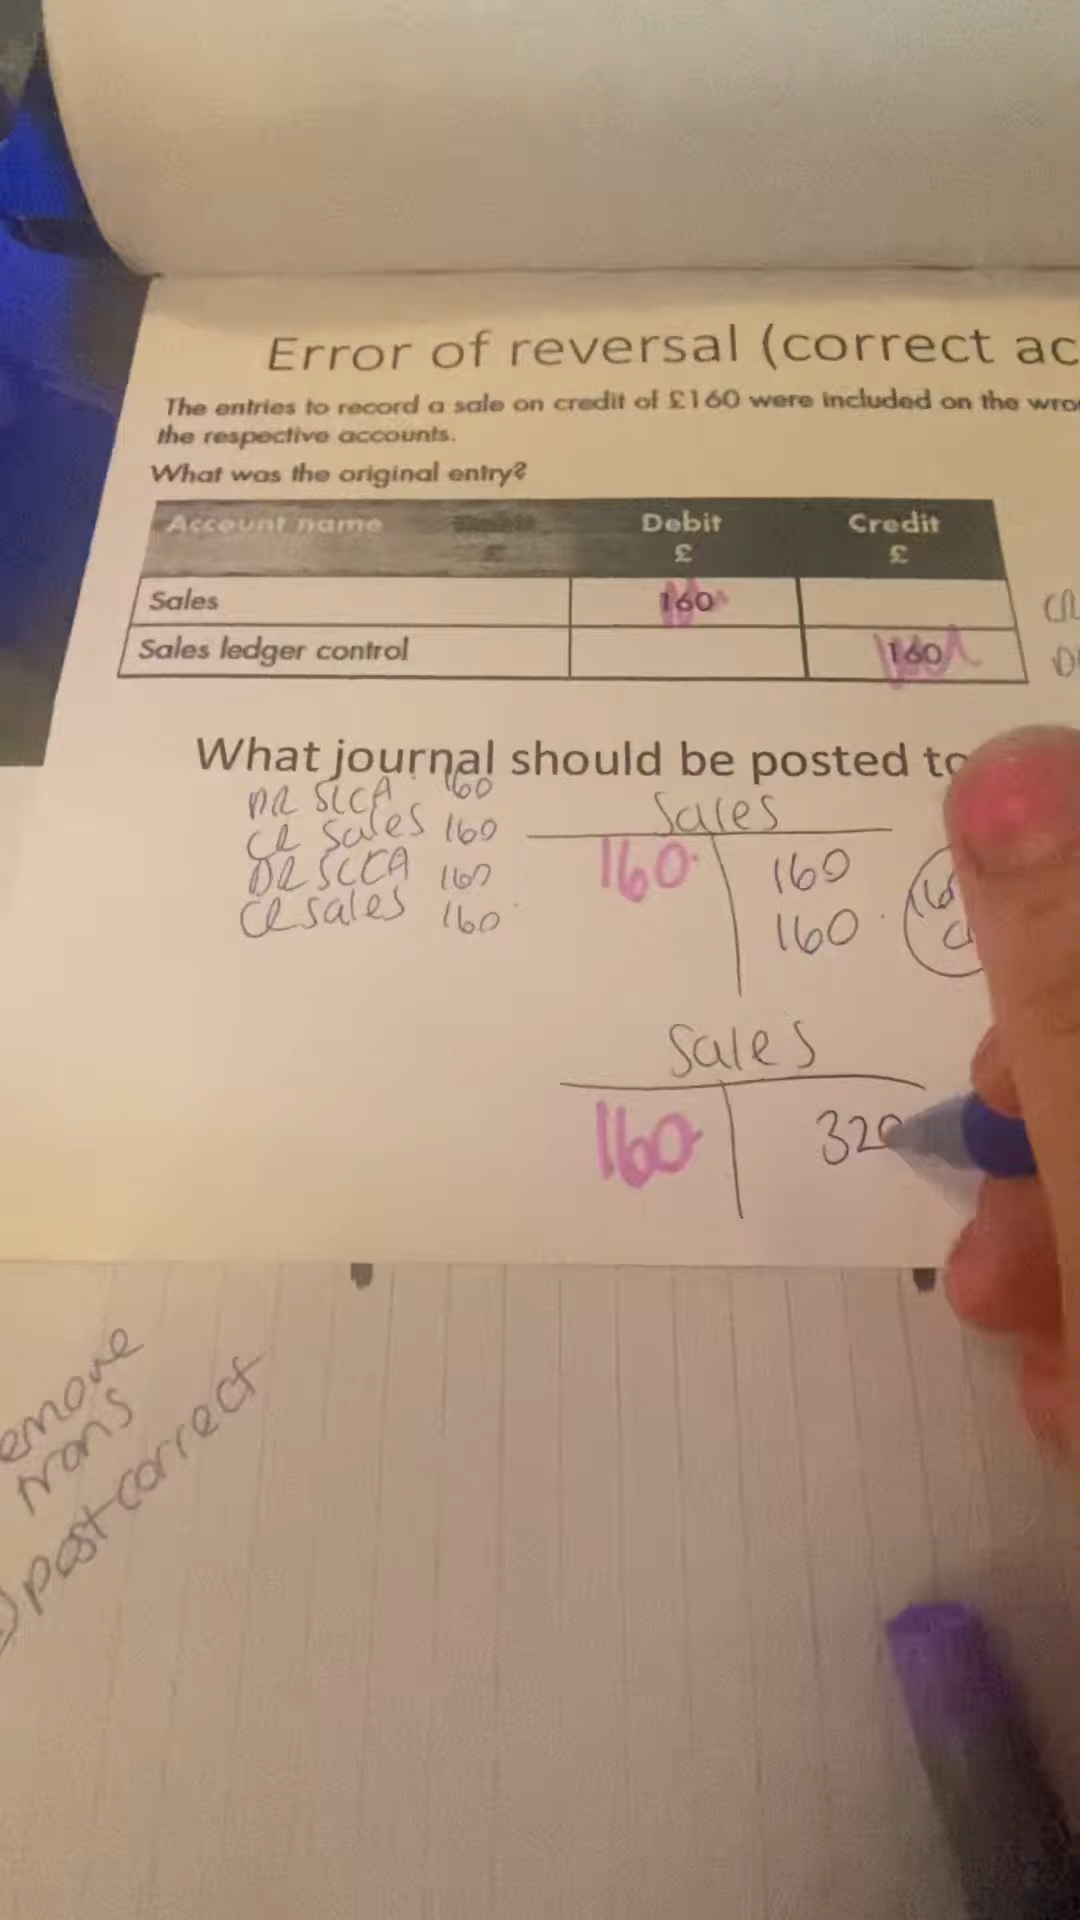 Error of reversal (correct ac
The entries to record a sale on credit of £160 were included on the wro
the respective accounts.
What was the original entry?
Account name Debit Credit
£ £
Sales 160
Sales ledger control 160
What journal should be posted to
DR SLCA 160
CR Sales 160
DR SLCA 160
CR Sales 160
Sales
160 160
160
Sales
160 320
emove
trans
post correct